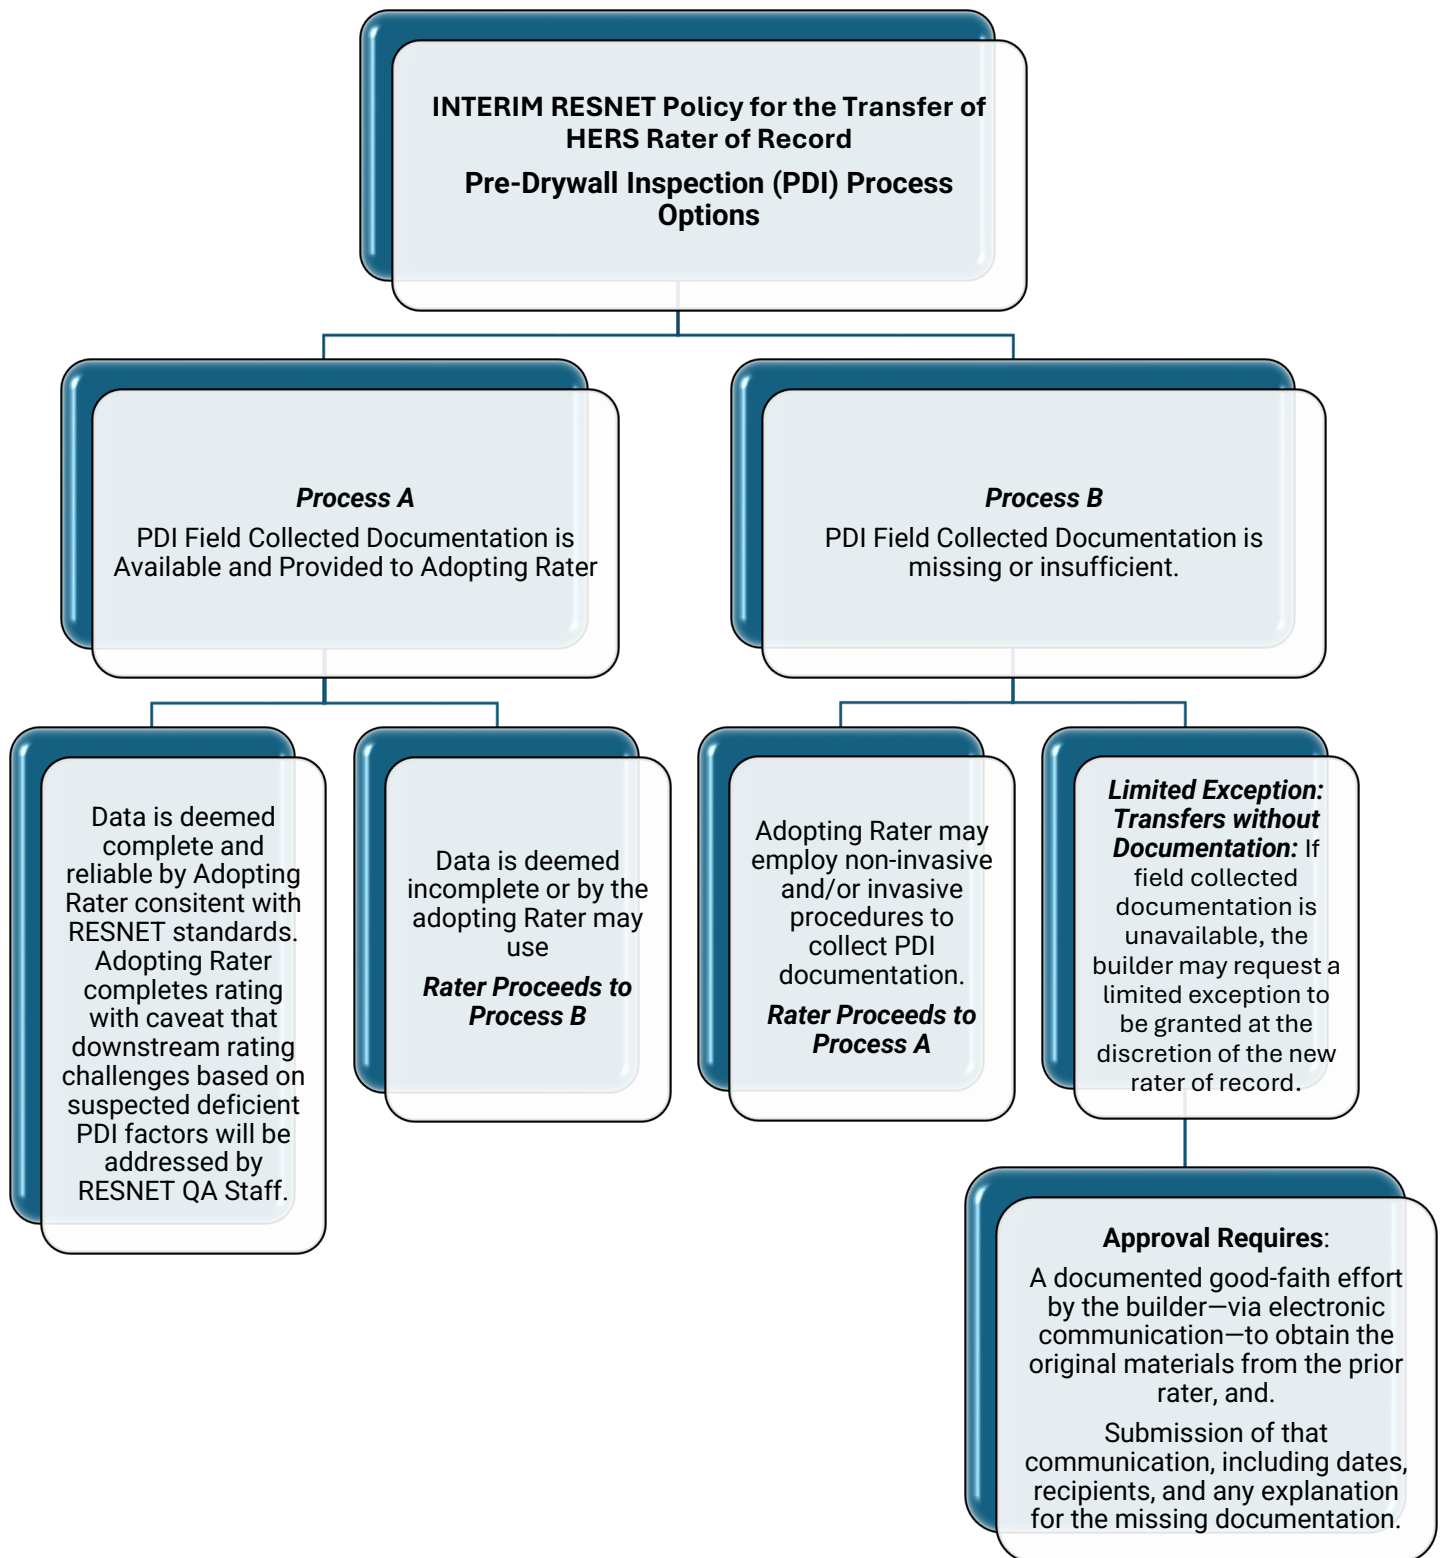 INTERIM RESNET Policy for the Transfer of
HERS Rater of Record
Pre-Drywall Inspection (PDI) Process
Options
Process A
PDI Field Collected Documentation is
Available and Provided to Adopting Rater
Process B
PDI Field Collected Documentation is
missing or insufficient.
Data is deemed
complete and
reliable by Adopting
Rater consitent with
RESNET standards.
Adopting Rater
completes rating
with caveat that
downstream rating
challenges based on
suspected deficient
PDI factors will be
addressed by
RESNET QA Staff.
Data is deemed
incomplete or by the
adopting Rater may
use
Rater Proceeds to
Process B
Adopting Rater may
employ non-invasive
and/or invasive
procedures to
collect PDI
documentation.
Rater Proceeds to
Process A
Limited Exception:
Transfers without
Documentation: If
field collected
documentation is
unavailable, the
builder may request a
limited exception to
be granted at the
discretion of the new
rater of record.
Approval Requires:
A documented good-faith effort
by the builder—via electronic
communication—to obtain the
original materials from the prior
rater, and.
Submission of that
communication, including dates,
recipients, and any explanation
for the missing documentation.